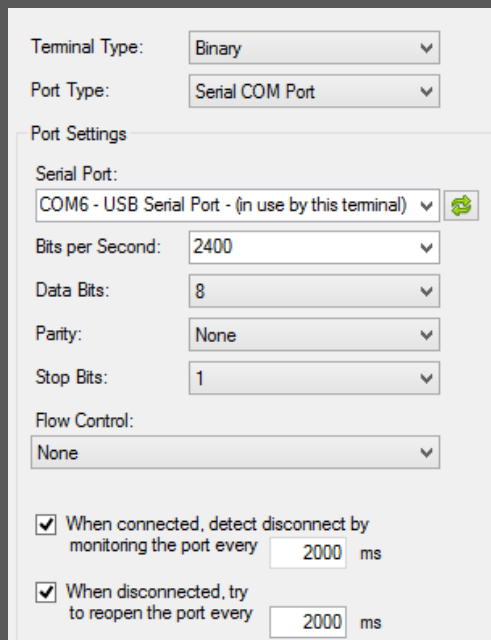 Terminal Type: Binary
Port Type: Serial COM Port
Port Settings
Serial Port:
COM6 - USB Serial Port - (in use by this terminal)
Bits per Second: 2400
Data Bits: 8
Parity: None
Stop Bits: 1
Flow Control:
None
When connected, detect disconnect by
monitoring the port every 2000 ms
When disconnected, try
to reopen the port every 2000 ms